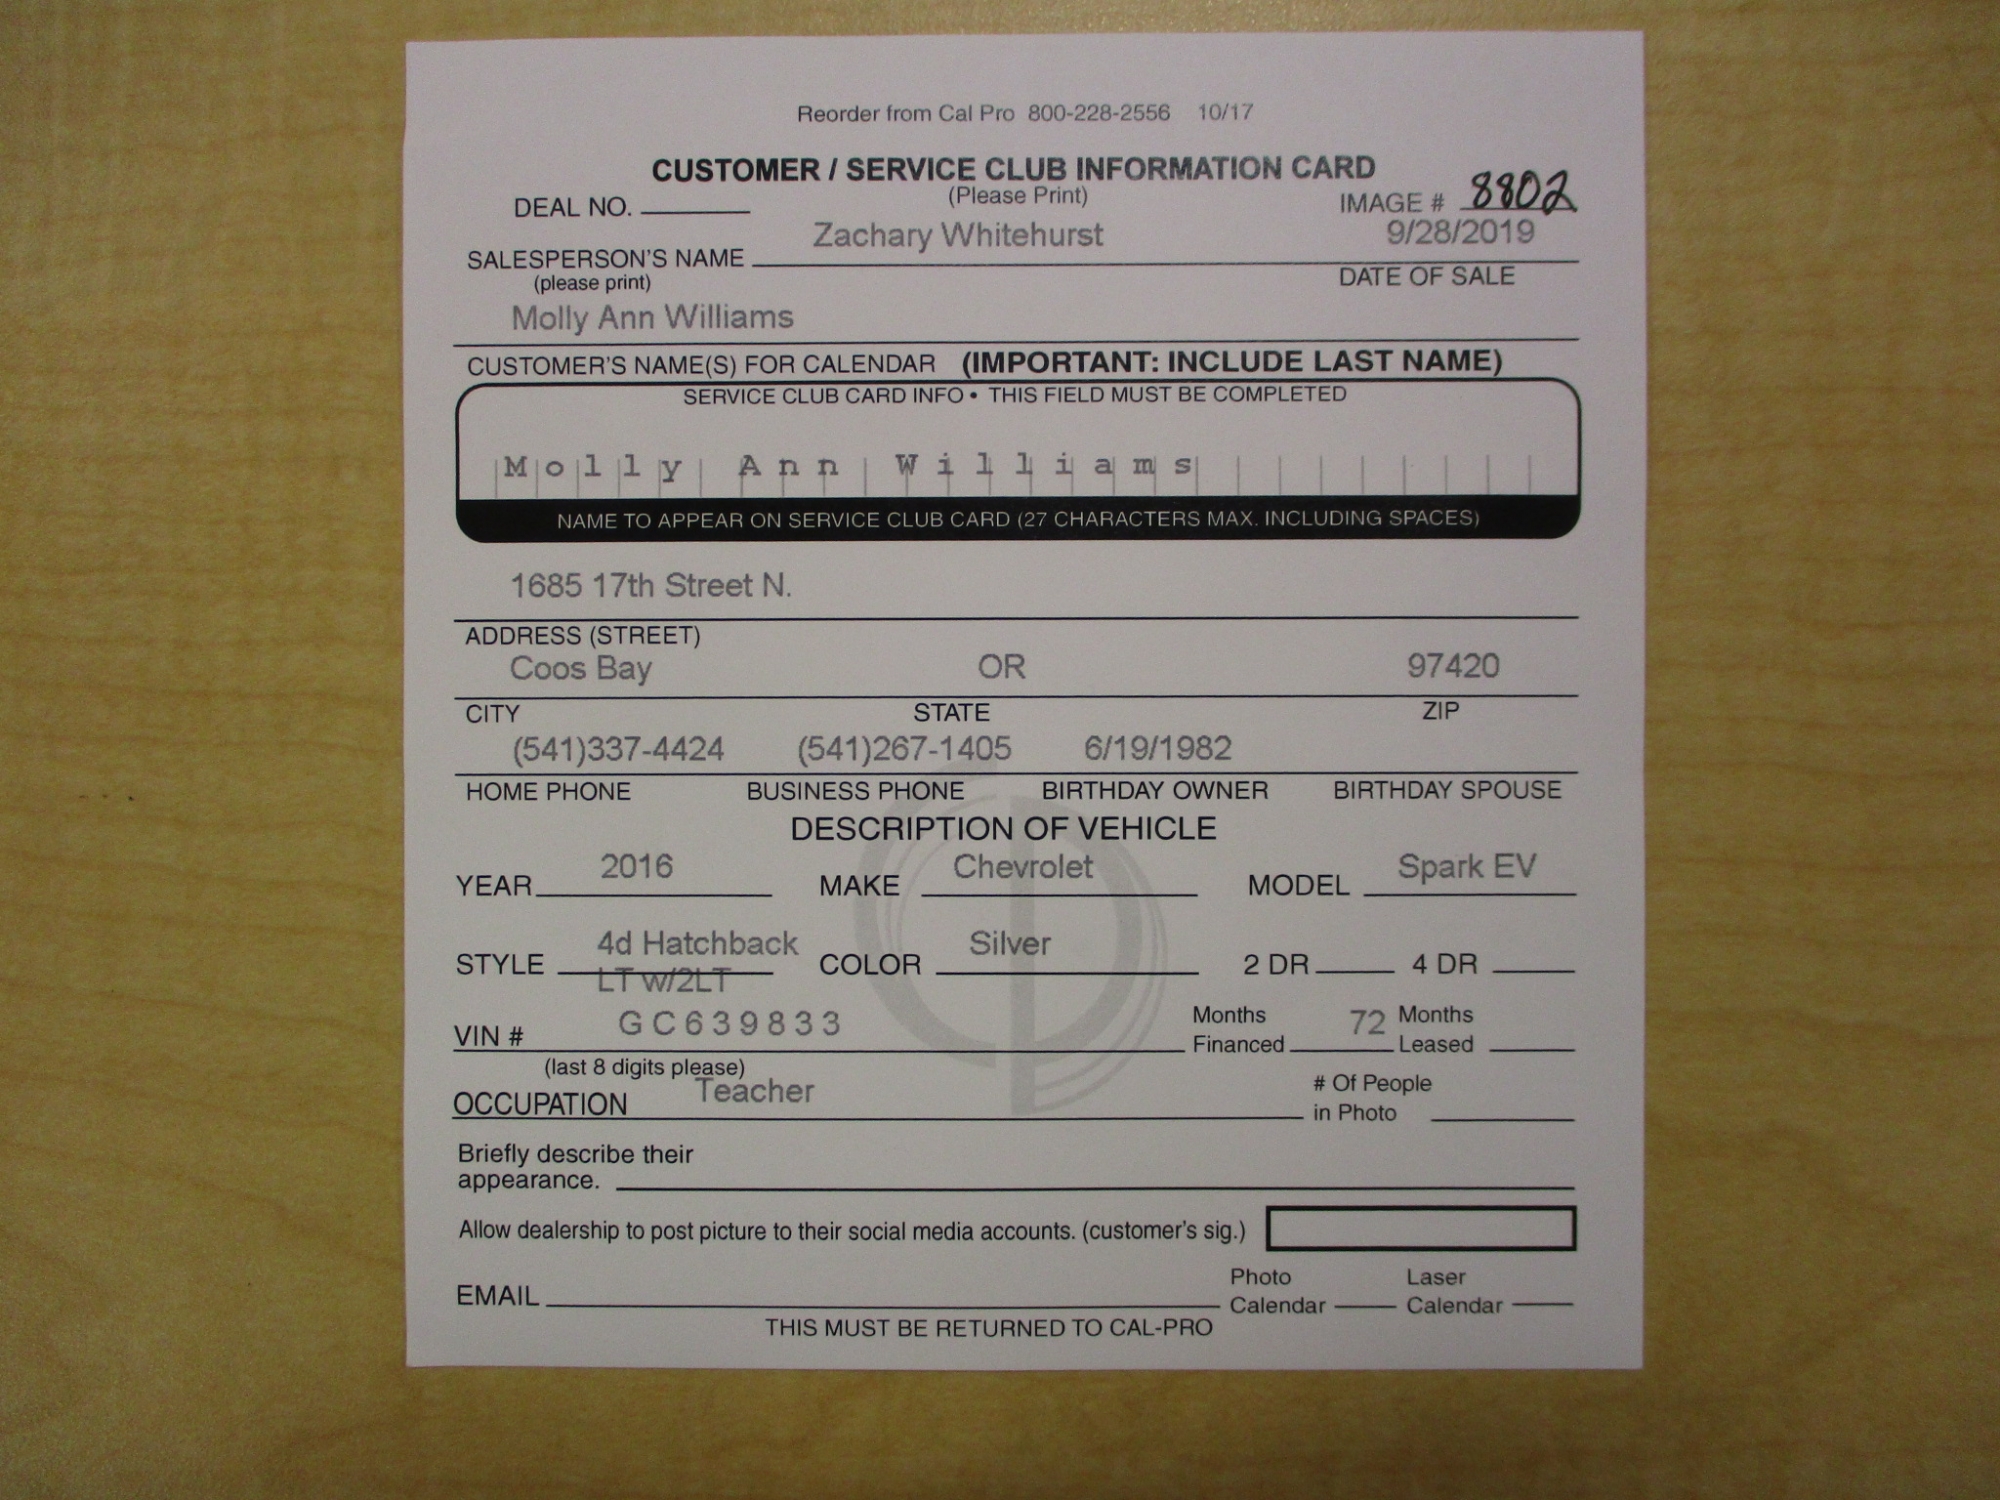 Reorder from Cal Pro 800-228-2556 10/17
CUSTOMER / SERVICE CLUB INFORMATION CARD
(Please Print)
DEAL NO.
IMAGE # 8802
SALESPERSON'S NAME Zachary Whitehurst 9/28/2019
(please print) DATE OF SALE
Molly Ann Williams
CUSTOMER'S NAME(S) FOR CALENDAR (IMPORTANT: INCLUDE LAST NAME)
SERVICE CLUB CARD INFO • THIS FIELD MUST BE COMPLETED
Molly Ann Williams
NAME TO APPEAR ON SERVICE CLUB CARD (27 CHARACTERS MAX. INCLUDING SPACES)
1685 17th Street N.
ADDRESS (STREET)
Coos Bay OR 97420
CITY STATE ZIP
(541)337-4424 (541)267-1405 6/19/1982
HOME PHONE BUSINESS PHONE BIRTHDAY OWNER BIRTHDAY SPOUSE
DESCRIPTION OF VEHICLE
YEAR 2016 MAKE Chevrolet MODEL Spark EV
STYLE 4d Hatchback COLOR Silver 2 DR 4 DR
LT w/2LT
VIN # GC639833 Months Financed 72 Months Leased
(last 8 digits please)
OCCUPATION Teacher # Of People in Photo
Briefly describe their
appearance.
Allow dealership to post picture to their social media accounts. (customer's sig.)
EMAIL Photo Calendar Laser Calendar
THIS MUST BE RETURNED TO CAL-PRO